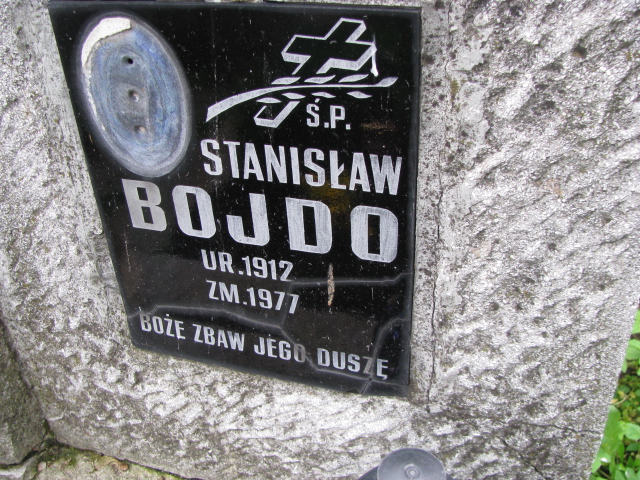 Ś.P.
STANISŁAW
BOJDO
UR.1912
ZM.1977
BOŻE ZBAW JEGO DUSZĘ